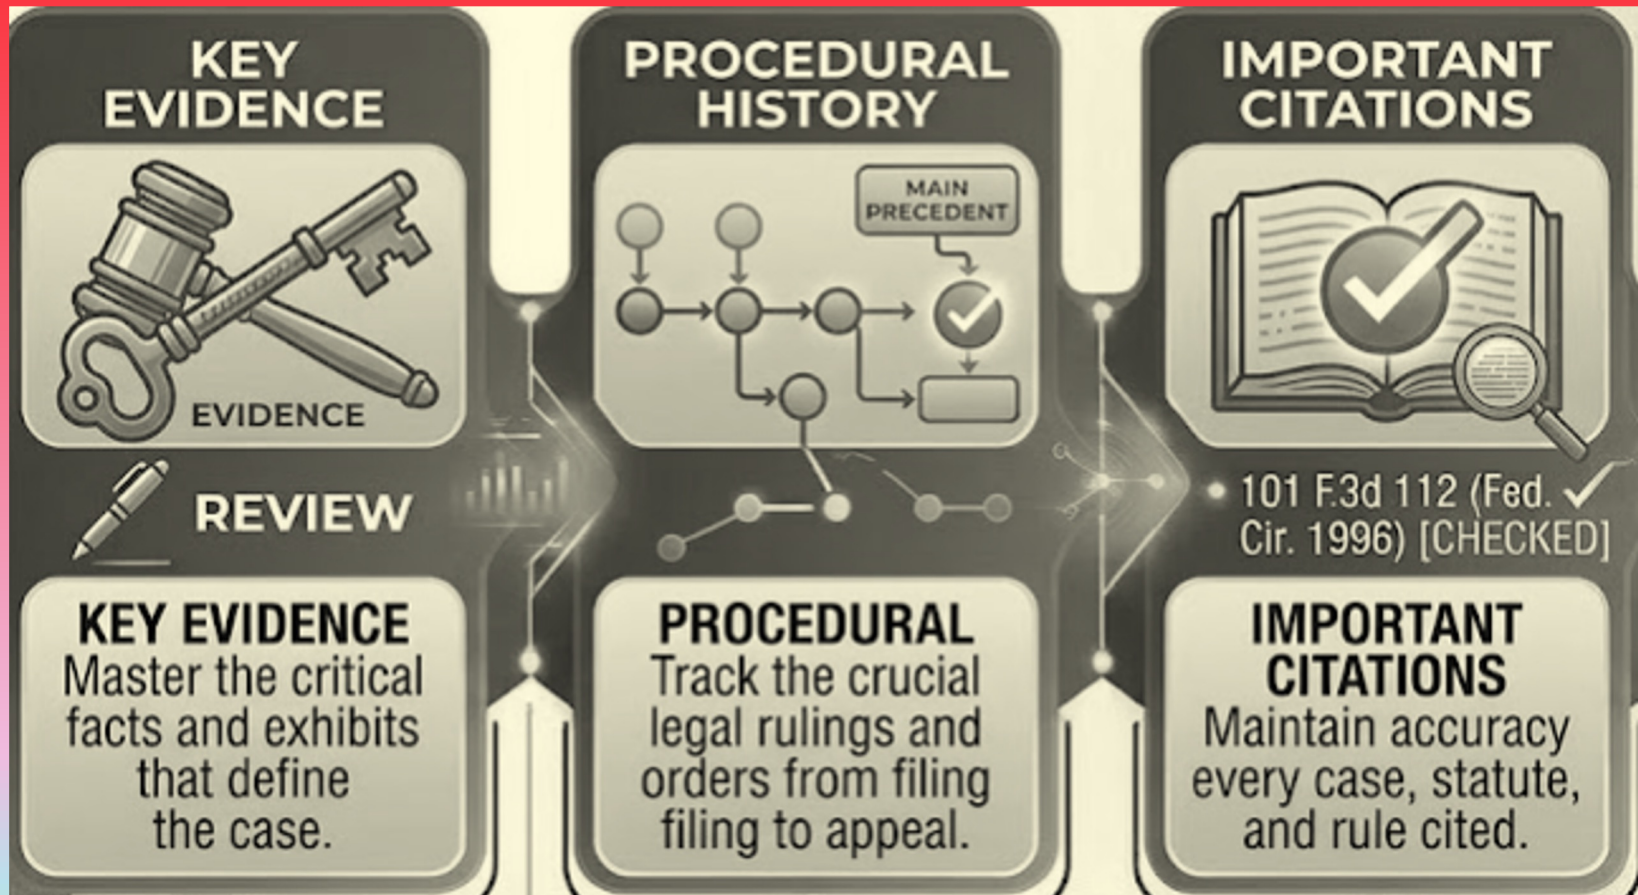 KEY
EVIDENCE
EVIDENCE
REVIEW
KEY EVIDENCE
Master the critical
facts and exhibits
that define
the case.
PROCEDURAL
HISTORY
MAIN
PRECEDENT
PROCEDURAL
Track the crucial
legal rulings and
orders from filing
filing to appeal.
IMPORTANT
CITATIONS
101 F.3d 112 (Fed.
Cir. 1996) [CHECKED]
IMPORTANT
CITATIONS
Maintain accuracy
every case, statute,
and rule cited.